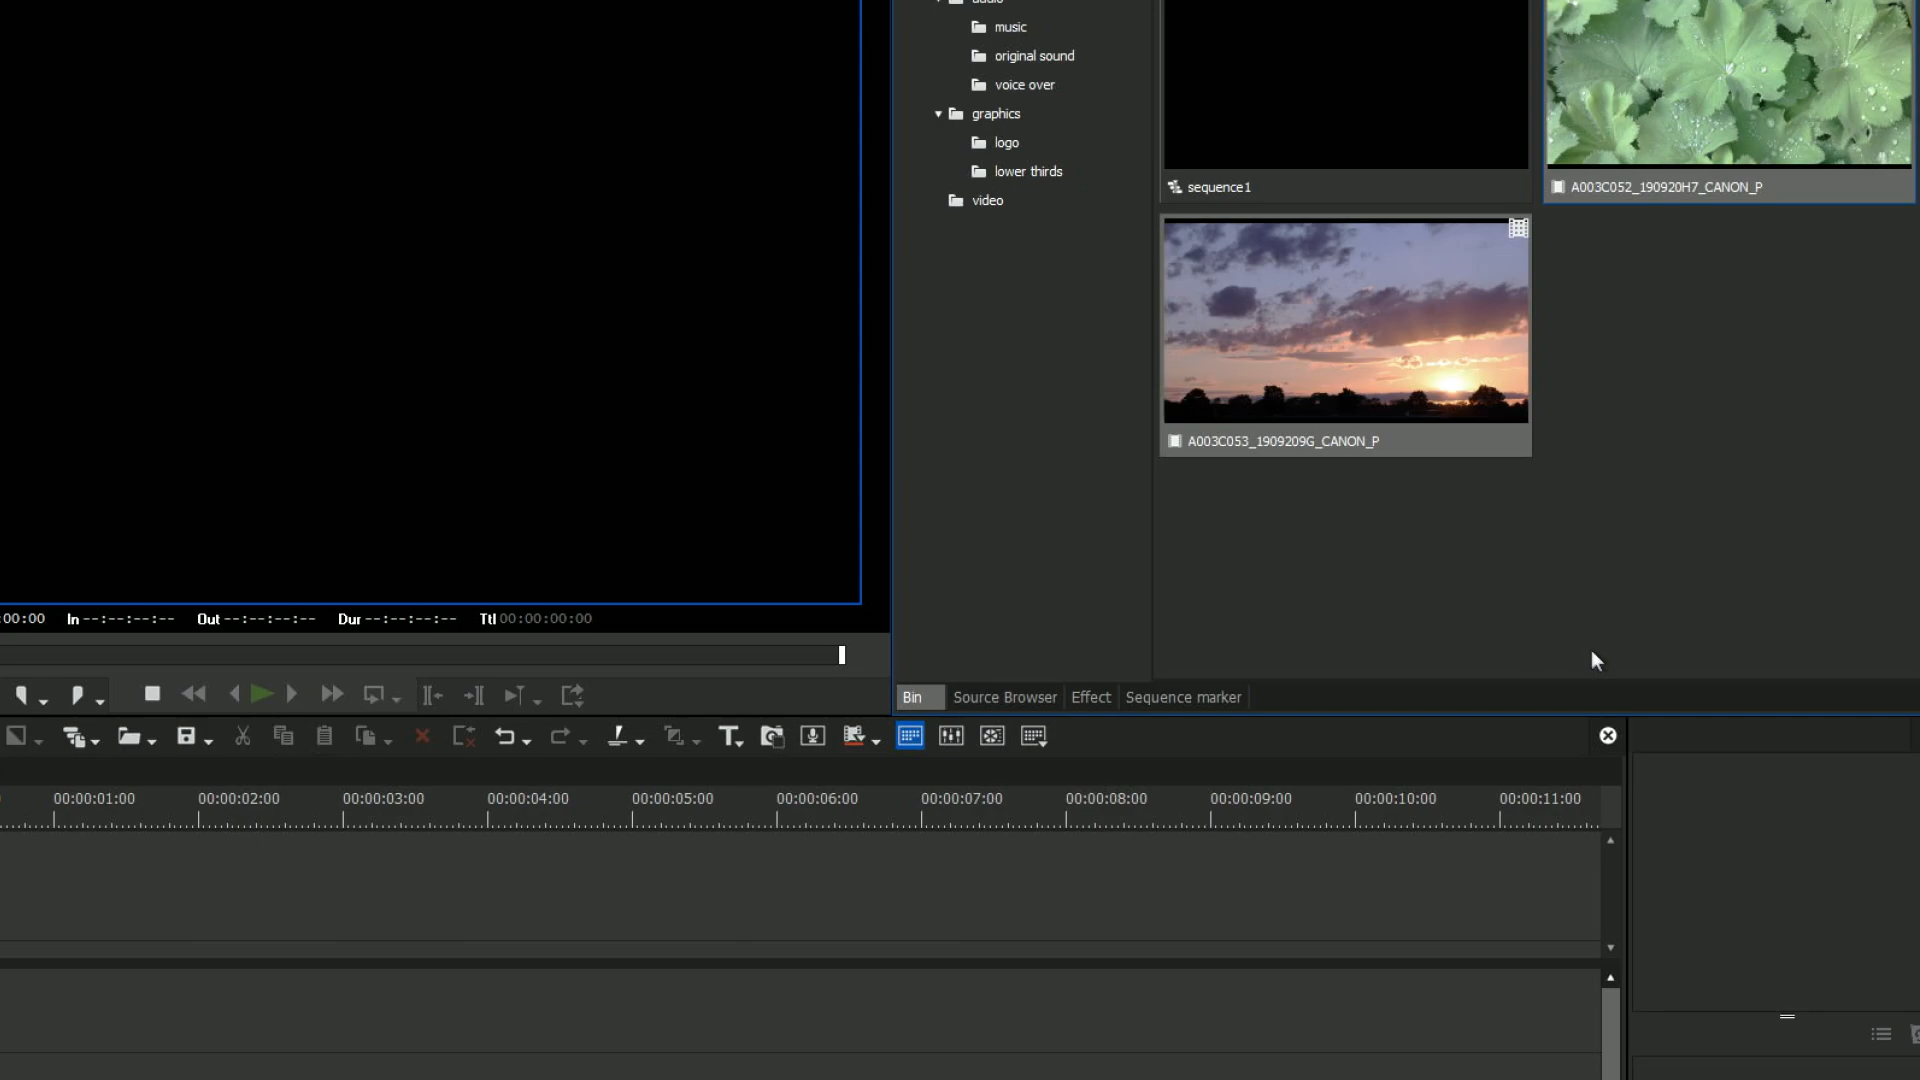 audio
music
original sound
voice over
graphics
logo
lower thirds
video
sequence1
A003C052_190920H7_CANON_P
A003C053_1909209G_CANON_P
:00:00 In --:--:--:-- Out --:--:--:-- Dur --:--:--:-- Ttl 00:00:00:00
Bin Source Browser Effect Sequence marker
00:00:01:00 00:00:02:00 00:00:03:00 00:00:04:00 00:00:05:00 00:00:06:00 00:00:07:00 00:00:08:00 00:00:09:00 00:00:10:00 00:00:11:00